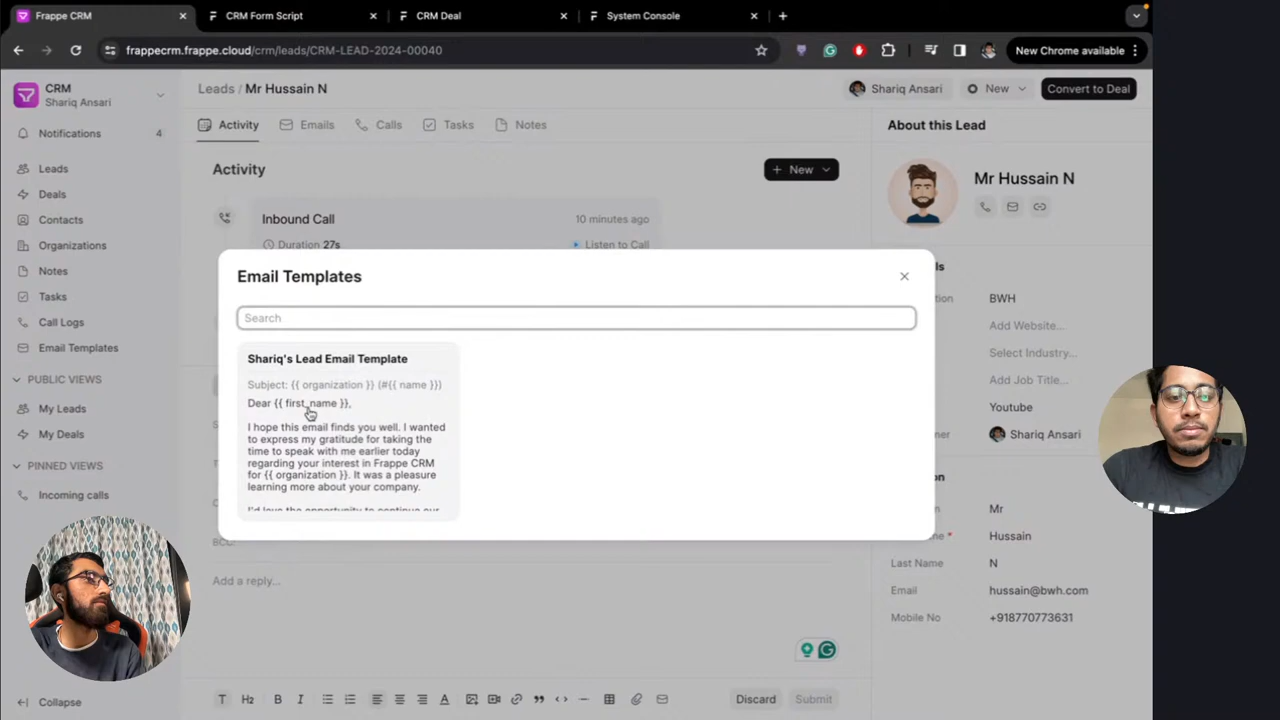 Frappe CRM
CRM Form Script
CRM Deal
System Console
frappecrm.frappe.cloud/crm/leads/CRM-LEAD-2024-00040
New Chrome available
CRM
Shariq Ansari
Notifications
4
Leads
Deals
Contacts
Organizations
Notes
Tasks
Call Logs
Email Templates
PUBLIC VIEWS
My Leads
My Deals
PINNED VIEWS
Incoming calls
Collapse
Leads / Mr Hussain N
Shariq Ansari
New
Convert to Deal
Activity
Emails
Calls
Tasks
Notes
Activity
+ New
Inbound Call
10 minutes ago
Duration 27s
Listen to Call
Email Templates
Search
Shariq's Lead Email Template
Subject: {{ organization }} (#{{ name }})
Dear {{ first_name }},
I hope this email finds you well. I wanted
to express my gratitude for taking the
time to speak with me earlier today
regarding your interest in Frappe CRM
for {{ organization }}. It was a pleasure
learning more about your company.
I'd love the opportunity to continue our
BCC:
Add a reply...
T
H2
B
I
A
Discard
Submit
About this Lead
Mr Hussain N
BWH
Add Website...
Select Industry...
Add Job Title...
Youtube
Shariq Ansari
Mr
Hussain
Last Name
N
Email
hussain@bwh.com
Mobile No
+918770773631